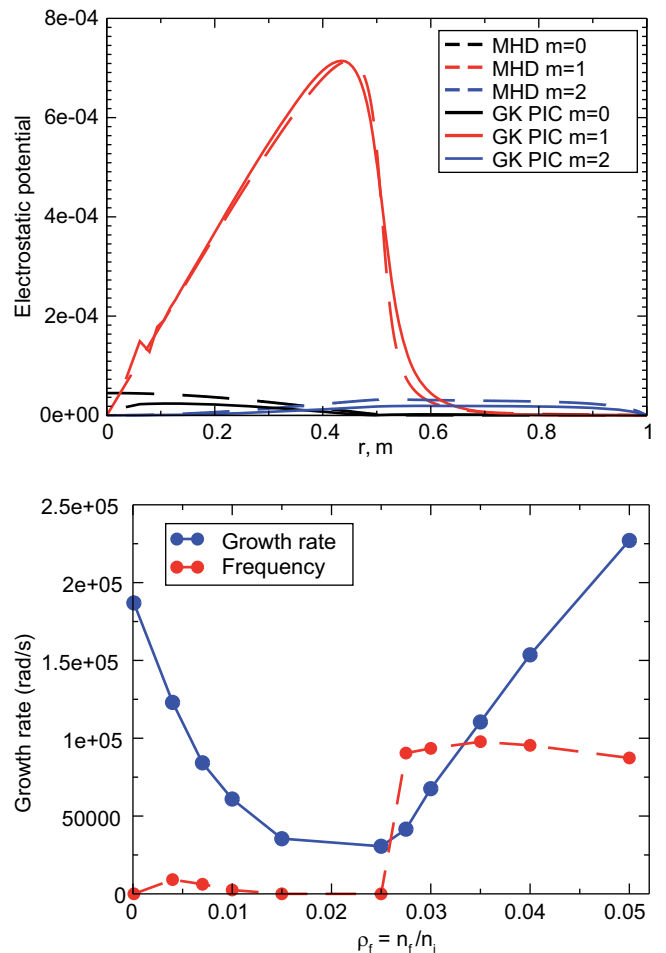 8e-04
6e-04
4e-04
2e-04
0e+00
Electrostatic potential
MHD m=0
MHD m=1
MHD m=2
GK PIC m=0
GK PIC m=1
GK PIC m=2
0 0.2 0.4 0.6 0.8 1
r, m
2.5e+05
2e+05
1.5e+05
1e+05
50000
0
Growth rate (rad/s)
Growth rate
Frequency
0 0.01 0.02 0.03 0.04 0.05
ρf = nf/ni